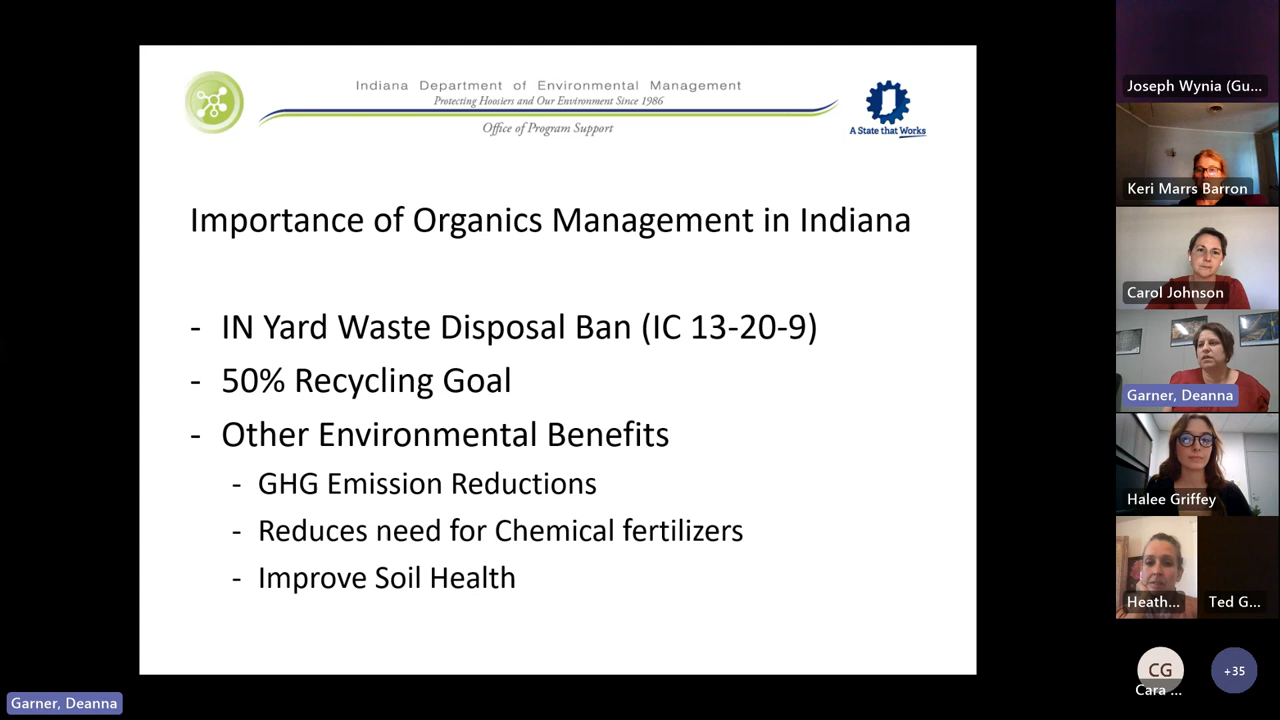 Indiana Department of Environmental Management
Protecting Hoosiers and Our Environment Since 1986
Office of Program Support
A State that Works
Importance of Organics Management in Indiana
- IN Yard Waste Disposal Ban (IC 13-20-9)
- 50% Recycling Goal
- Other Environmental Benefits
- GHG Emission Reductions
- Reduces need for Chemical fertilizers
- Improve Soil Health
Joseph Wynia (Gu...
Keri Marrs Barron
Carol Johnson
Garner, Deanna
Halee Griffey
Heath...
Ted G...
CG
Cara ...
+35
Garner, Deanna